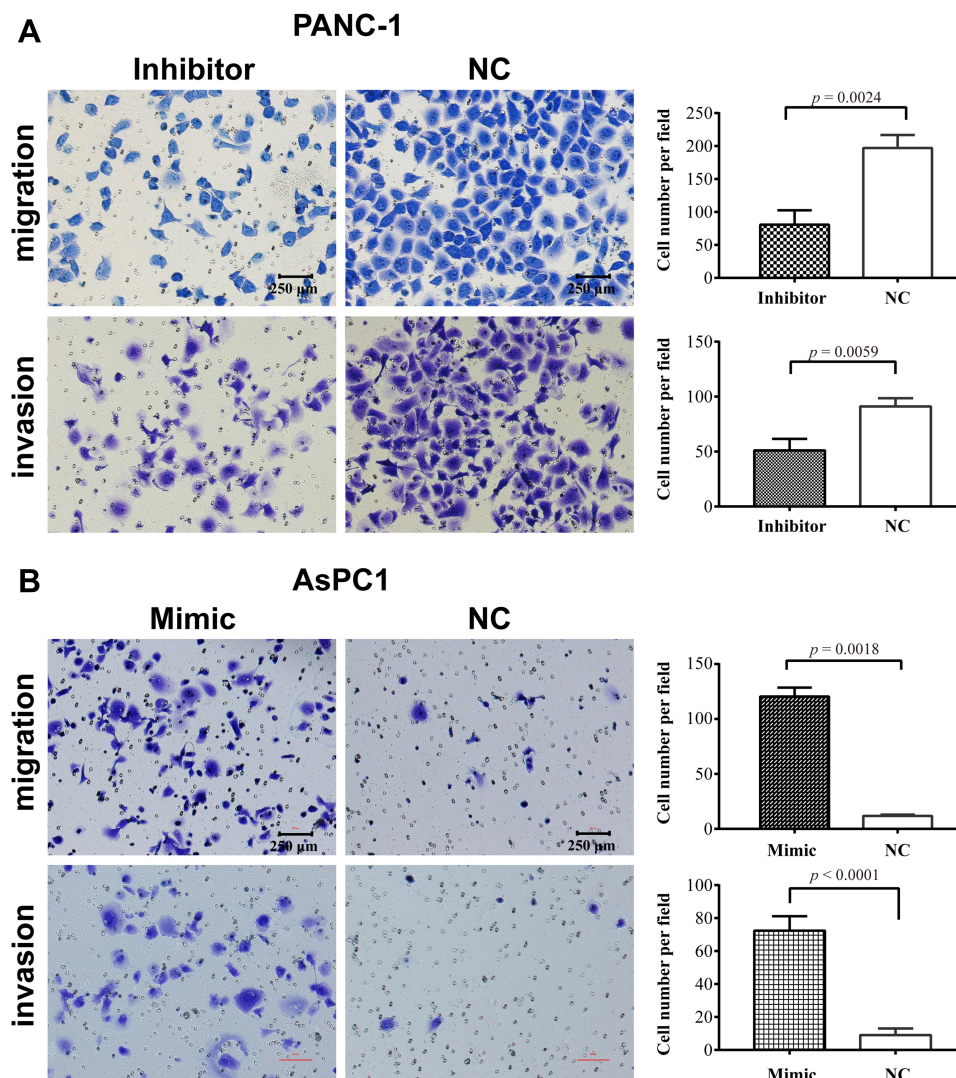 A
PANC-1
Inhibitor
NC
migration
250 µm
250 µm
p = 0.0024
Cell number per field
250
200
150
100
50
0
Inhibitor
NC
invasion
p = 0.0059
Cell number per field
150
100
50
0
Inhibitor
NC
B
AsPC1
Mimic
NC
migration
250 µm
250 µm
p = 0.0018
Cell number per field
150
100
50
0
Mimic
NC
invasion
p < 0.0001
Cell number per field
100
80
60
40
20
0
Mimic
NC